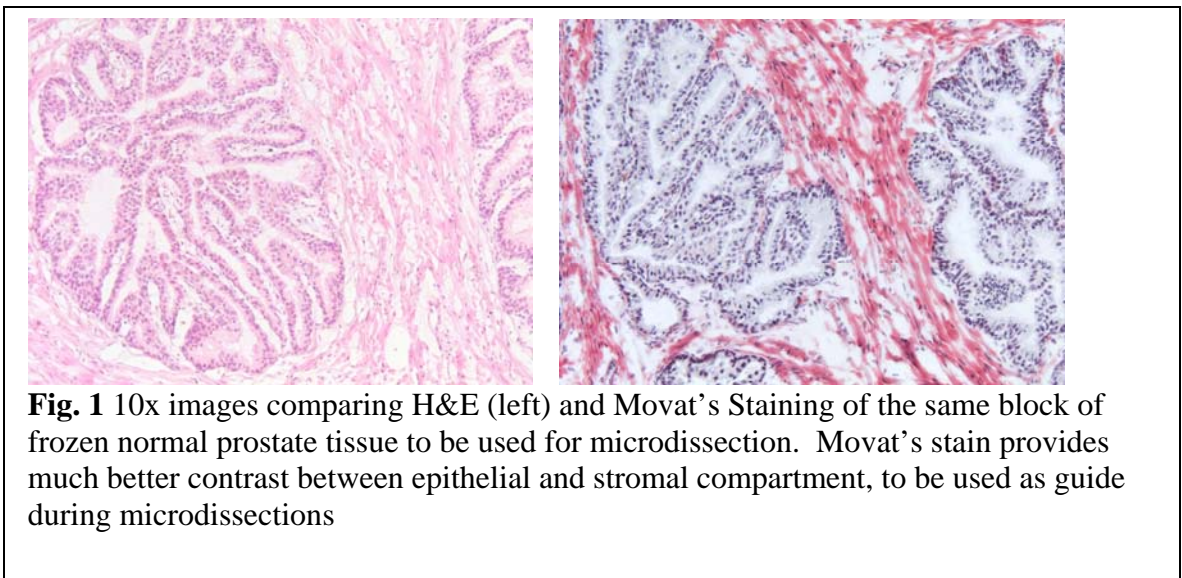 Fig. 1 10x images comparing H&E (left) and Movat's Staining of the same block of
frozen normal prostate tissue to be used for microdissection.  Movat's stain provides
much better contrast between epithelial and stromal compartment, to be used as guide
during microdissections